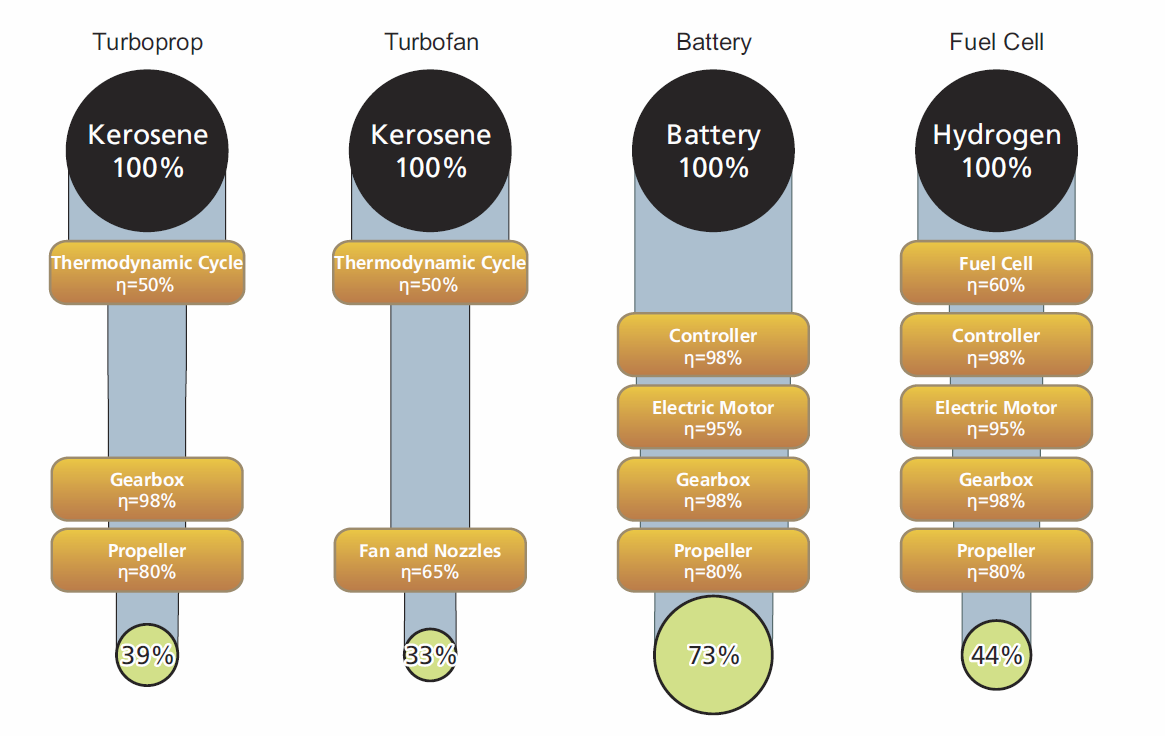 Turboprop
Turbofan
Battery
Fuel Cell
Kerosene
100%
Kerosene
100%
Battery
100%
Hydrogen
100%
Thermodynamic Cycle
η=50%
Thermodynamic Cycle
η=50%
Fuel Cell
η=60%
Controller
η=98%
Controller
η=98%
Electric Motor
η=95%
Electric Motor
η=95%
Gearbox
η=98%
Gearbox
η=98%
Gearbox
η=98%
Propeller
η=80%
Fan and Nozzles
η=65%
Propeller
η=80%
Propeller
η=80%
39%
33%
73%
44%